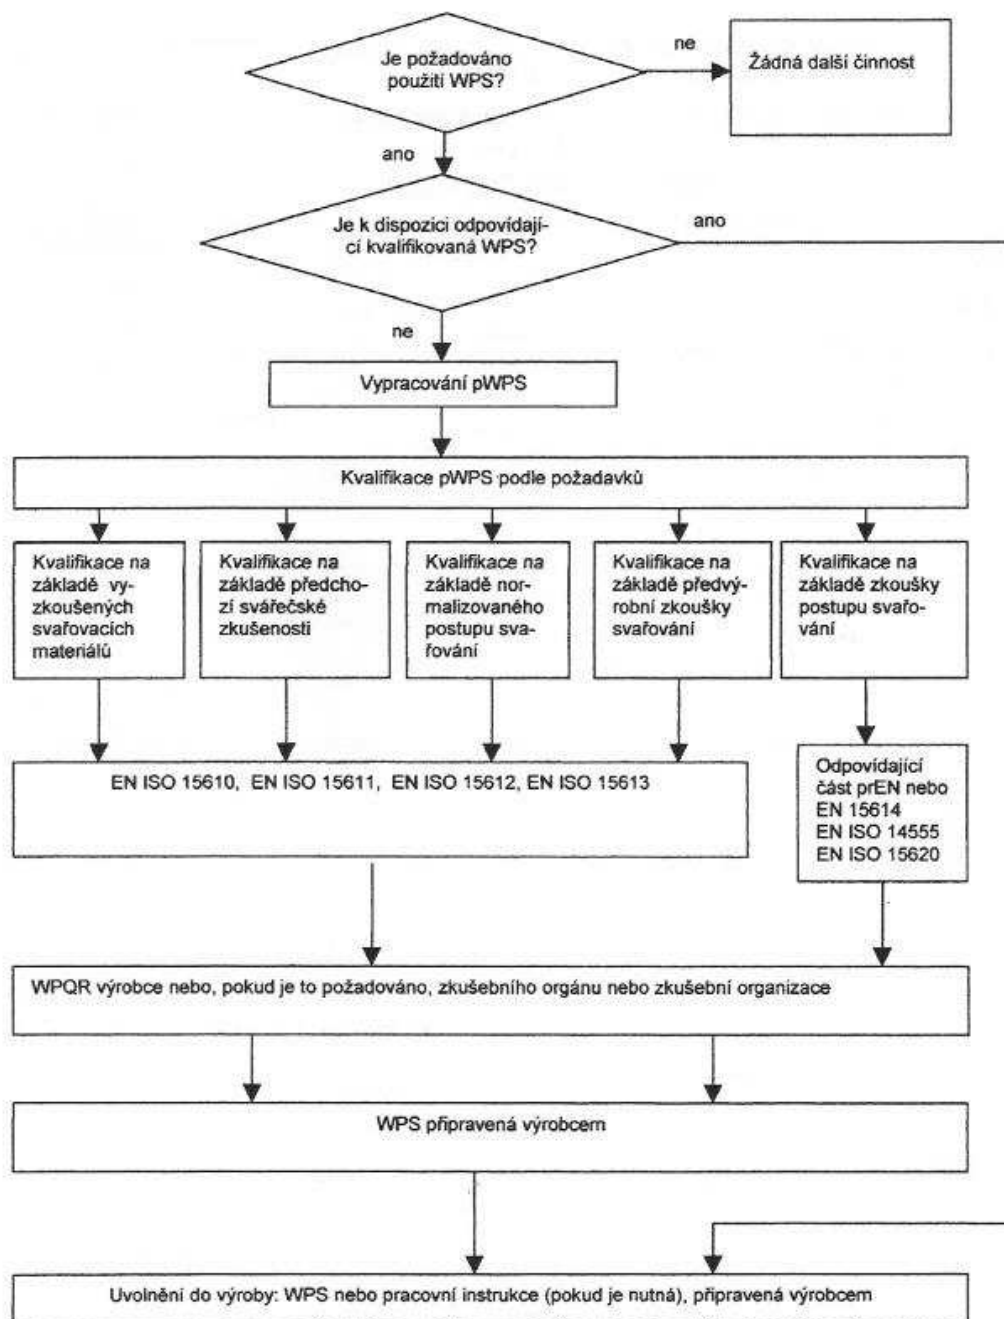 Je požadováno
použití WPS?
ne
Žádná další činnost
ano
Je k dispozici odpovídají-
cí kvalifikovaná WPS?
ano
ne
Vypracování pWPS
Kvalifikace pWPS podle požadavků
Kvalifikace na
základě vy-
zkoušených
svařovacích
materiálů
Kvalifikace na
základě předcho-
zí svářečské
zkušenosti
Kvalifikace na
základě nor-
malizovaného
postupu sva-
řování
Kvalifikace na
základě předvý-
robní zkoušky
svařování
Kvalifikace na
základě zkoušky
postupu svařo-
vání
EN ISO 15610, EN ISO 15611, EN ISO 15612, EN ISO 15613
Odpovídající
část prEN nebo
EN 15614
EN ISO 14555
EN ISO 15620
WPQR výrobce nebo, pokud je to požadováno, zkušebního orgánu nebo zkušební organizace
WPS připravená výrobcem
Uvolnění do výroby: WPS nebo pracovní instrukce (pokud je nutná), připravená výrobcem